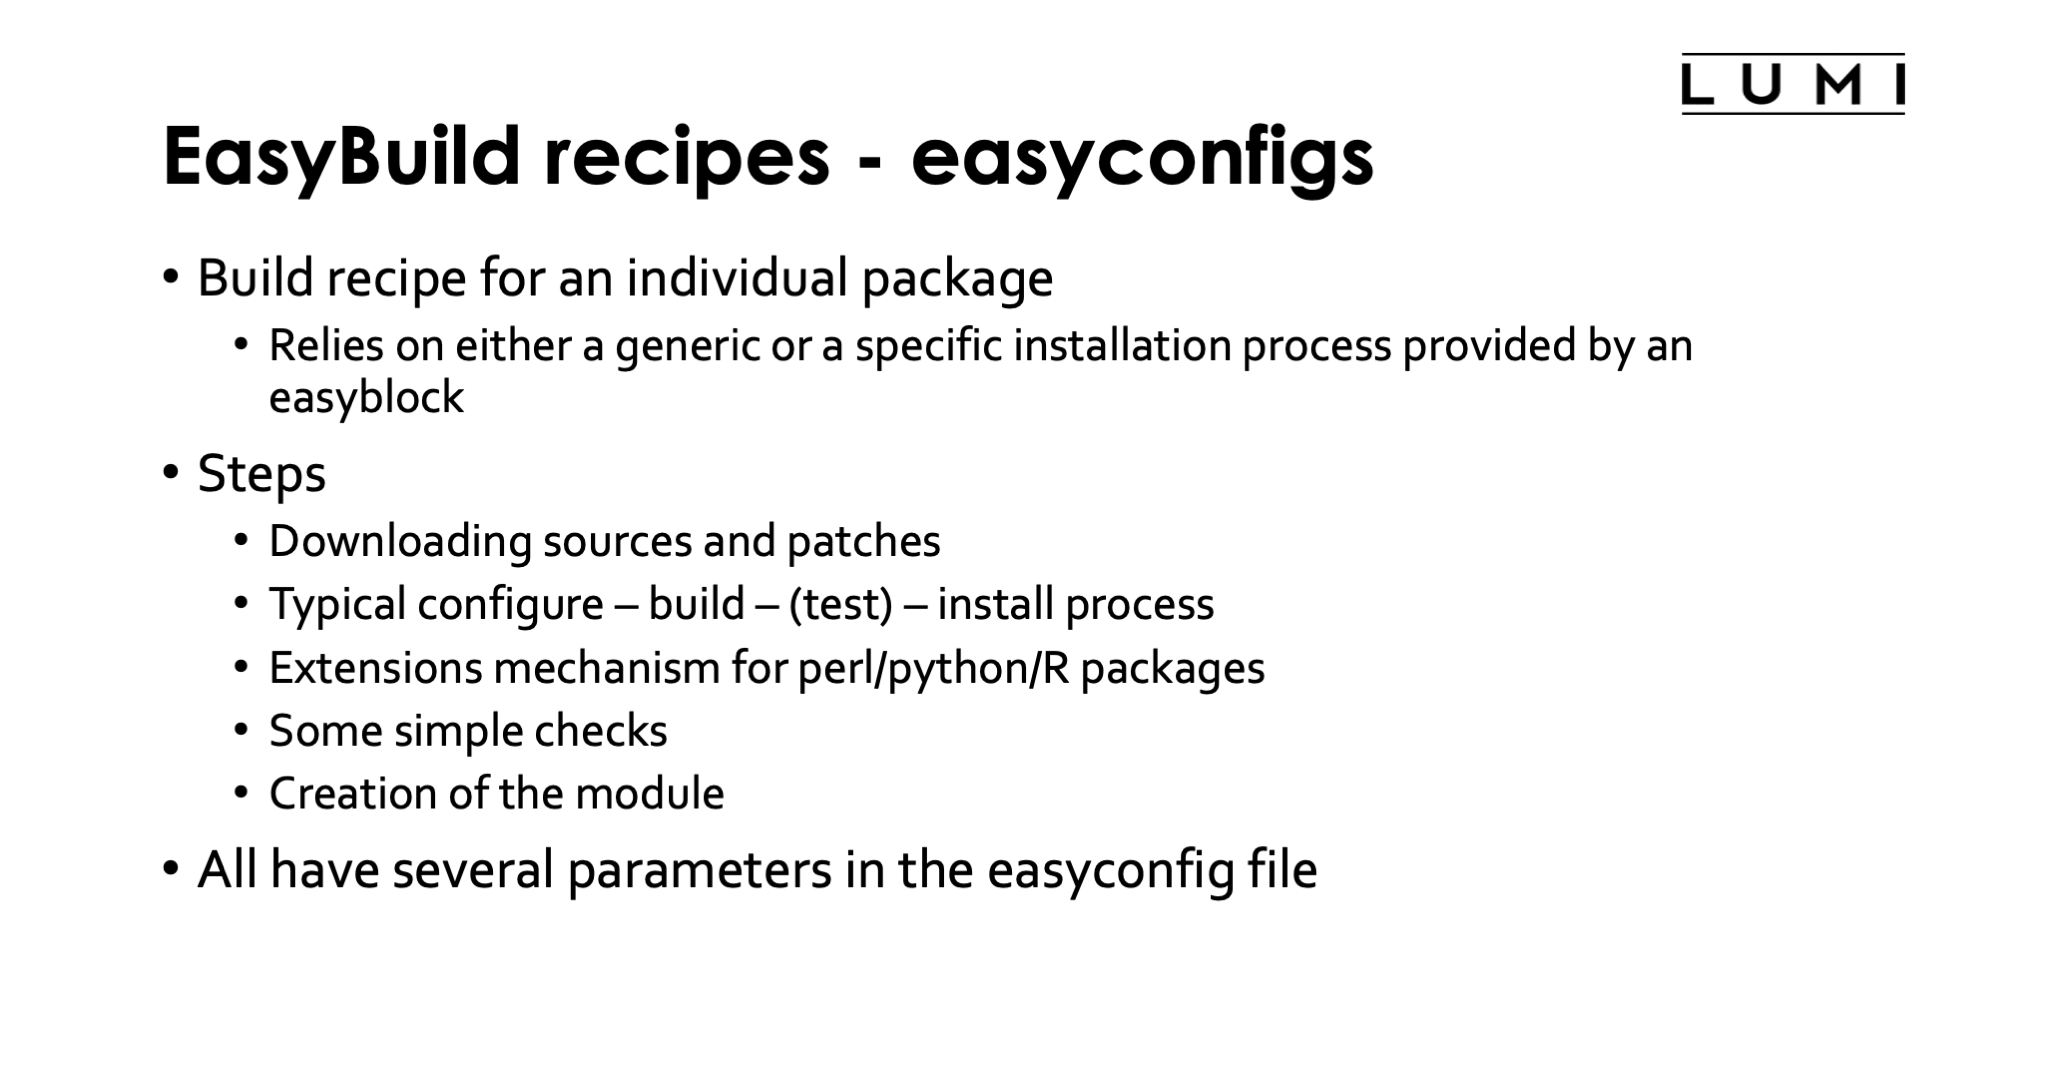 LUMI
EasyBuild recipes - easyconfigs
• Build recipe for an individual package
• Relies on either a generic or a specific installation process provided by an
easyblock
• Steps
• Downloading sources and patches
• Typical configure – build – (test) – install process
• Extensions mechanism for perl/python/R packages
• Some simple checks
• Creation of the module
• All have several parameters in the easyconfig file